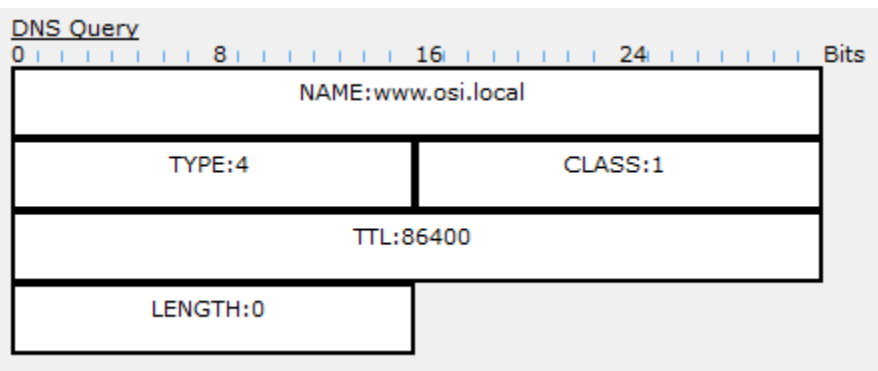 DNS Query
0 8 16 24 Bits
NAME:www.osi.local
TYPE:4 CLASS:1
TTL:86400
LENGTH:0